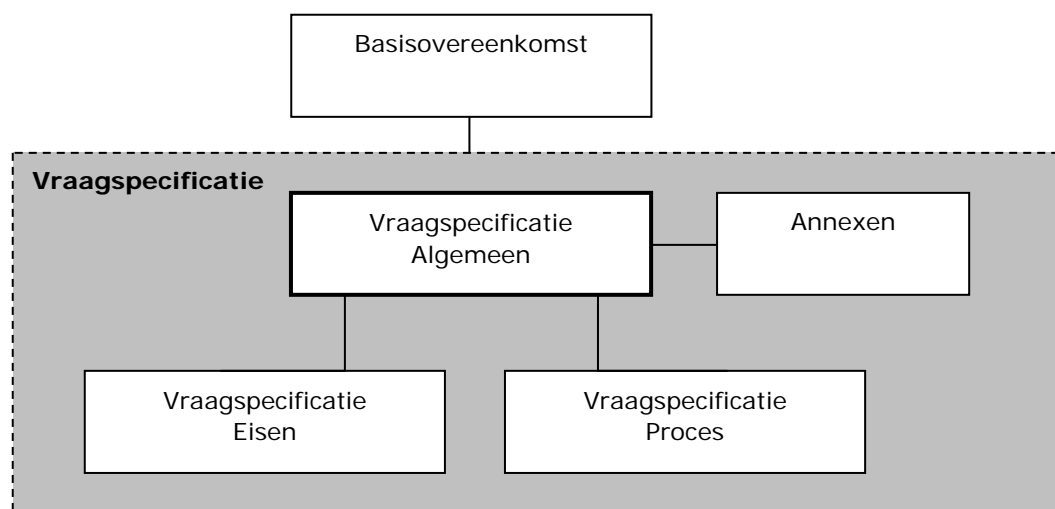 Basisovereenkomst
Vraagspecificatie
Vraagspecificatie
Algemeen
Annexen
Vraagspecificatie
Eisen
Vraagspecificatie
Proces